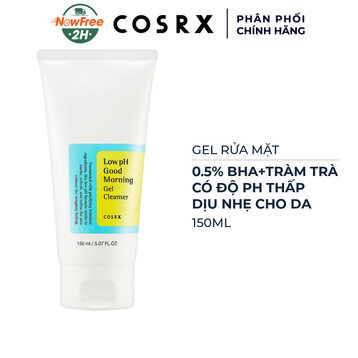 NowFree
2H
COSRX
PHÂN PHỐI
CHÍNH HÃNG
Low pH
Good
Morning
Gel
Cleanser
COSRX
150 ml / 5.07 FL.OZ
GEL RỬA MẶT
0.5% BHA+TRÀM TRÀ
CÓ ĐỘ PH THẤP
DỊU NHẸ CHO DA
150ML